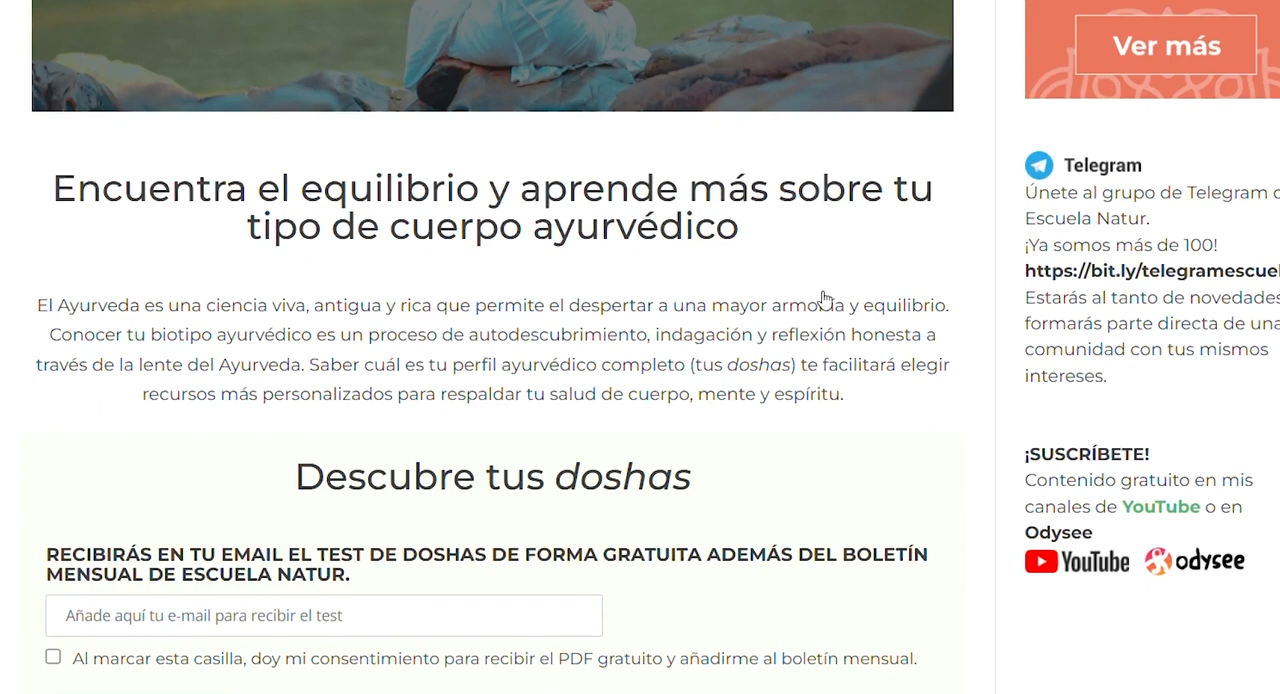 Encuentra el equilibrio y aprende más sobre tu
tipo de cuerpo ayurvédico
El Ayurveda es una ciencia viva, antigua y rica que permite el despertar a una mayor armonía y equilibrio.
Conocer tu biotipo ayurvédico es un proceso de autodescubrimiento, indagación y reflexión honesta a
través de la lente del Ayurveda. Saber cuál es tu perfil ayurvédico completo (tus doshas) te facilitará elegir
recursos más personalizados para respaldar tu salud de cuerpo, mente y espíritu.
Descubre tus doshas
RECIBIRÁS EN TU EMAIL EL TEST DE DOSHAS DE FORMA GRATUITA ADEMÁS DEL BOLETÍN
MENSUAL DE ESCUELA NATUR.
Añade aquí tu e-mail para recibir el test
Al marcar esta casilla, doy mi consentimiento para recibir el PDF gratuito y añadirme al boletín mensual.
Ver más
Telegram
Únete al grupo de Telegram
Escuela Natur.
¡Ya somos más de 100!
https://bit.ly/telegramescuel
Estarás al tanto de novedades
formarás parte directa de una
comunidad con tus mismos
intereses.
¡SUSCRÍBETE!
Contenido gratuito en mis
canales de YouTube o en
Odysee
YouTube odysee